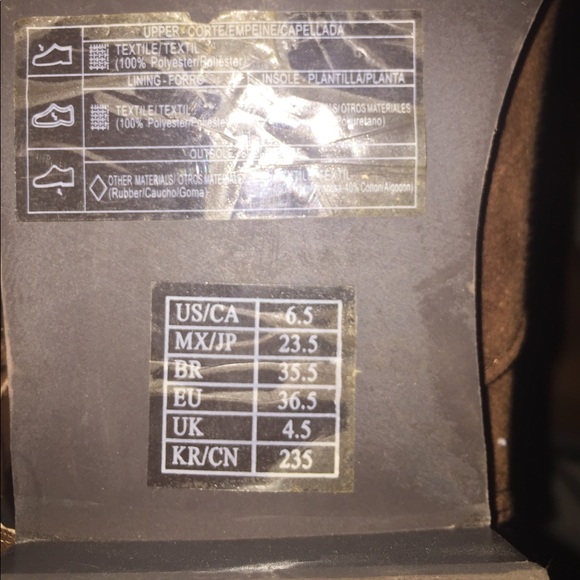 UPPER - CORTE/EMPEINE/CAPELLADA
TEXTILE/TEXTIL
(100% Polyester/Poliester)
LINING - FORRO INSOLE - PLANTILLA/PLANTA
TEXTILE/TEXTIL /OTROS MATERIALES
(100% Polyester/Poliester
OUTSOLE
OTHER MATERIALS/ OTROS MATERIALES
(Rubber/Caucho/Goma) 40% Cotton/Algodon)
US/CA 6.5
MX/JP 23.5
BR 35.5
EU 36.5
UK 4.5
KR/CN 235